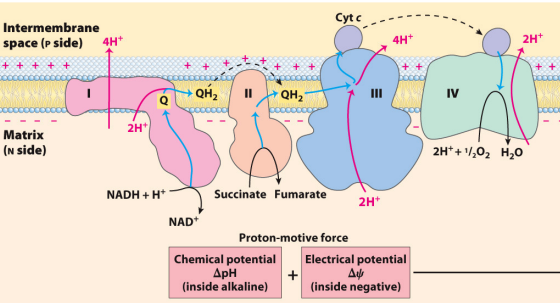 Intermembrane
space (P side)
Cyt c
4H⁺
4H⁺
2H⁺
+ + + + +
+ +
+ + + +
+ +
I
Q
QH₂
II
QH₂
III
IV
2H⁺
Matrix
(N side)
2H⁺ + ¹/₂O₂
H₂O
NADH + H⁺
Succinate
Fumarate
2H⁺
NAD⁺
Proton-motive force
Chemical potential
ΔpH
(inside alkaline)
+
Electrical potential
Δψ
(inside negative)